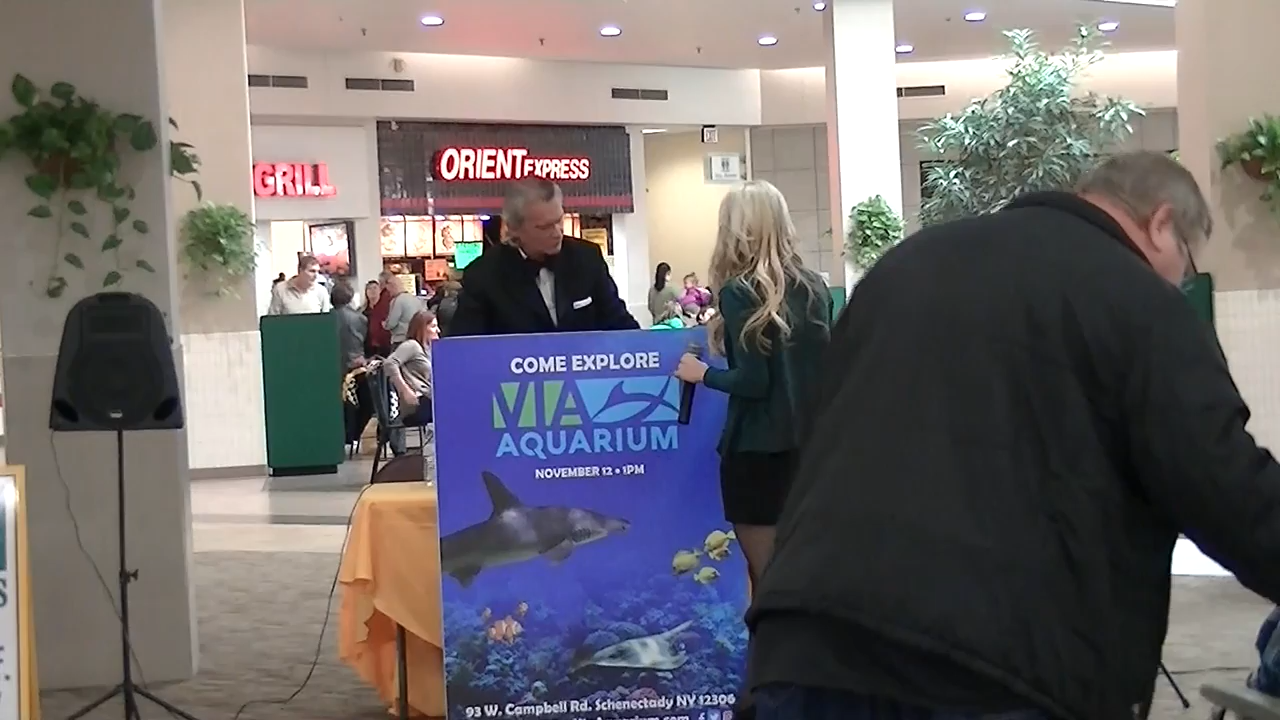 GRILL
ORIENT EXPRESS
COME EXPLORE
VIA
AQUARIUM
NOVEMBER 12 • 1PM
93 W. Campbell Rd. Schenectady NY 12306